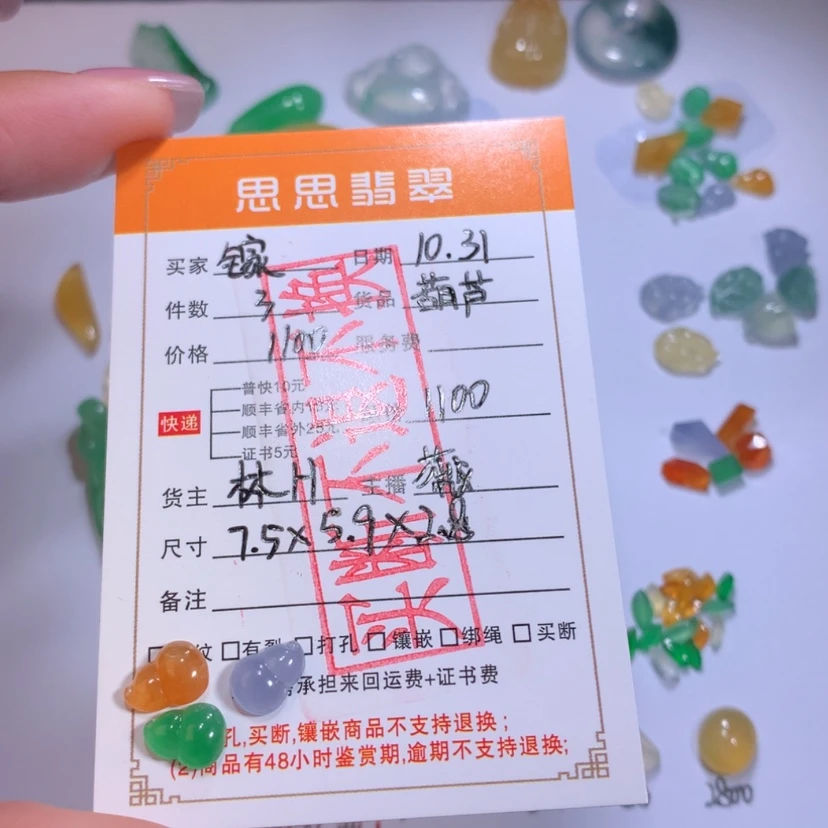 思思翡翠
买家 日期 10.31
件数 3 货品 葫芦
价格 1100 服务费
普快10元
顺丰省内
快递
1100
顺丰省外2元
证书5元
货主 林H 主播
尺寸 7.5×5.9×2.8
备注
纹 □有裂 □打孔 □镶嵌 □绑绳 □买断
承担来回运费+证书费
孔,买断,镶嵌商品不支持退换;
(2)商品有48小时鉴赏期,逾期不支持退换;
2800